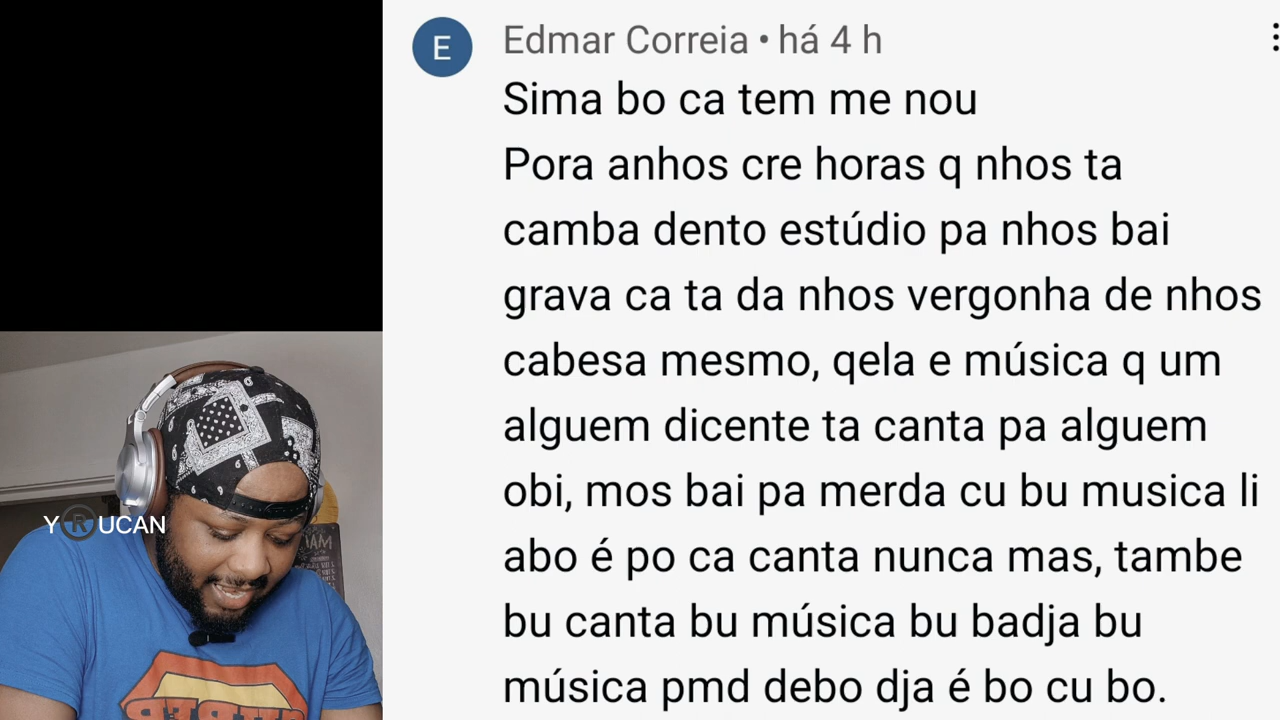 E
Edmar Correia • há 4 h
Sima bo ca tem me nou
Pora anhos cre horas q nhos ta
camba dento estúdio pa nhos bai
grava ca ta da nhos vergonha de nhos
cabesa mesmo, qela e música q um
alguem dicente ta canta pa alguem
obi, mos bai pa merda cu bu musica li
abo é po ca canta nunca mas, tambe
bu canta bu música bu badja bu
música pmd debo dja é bo cu bo.
YRUCAN